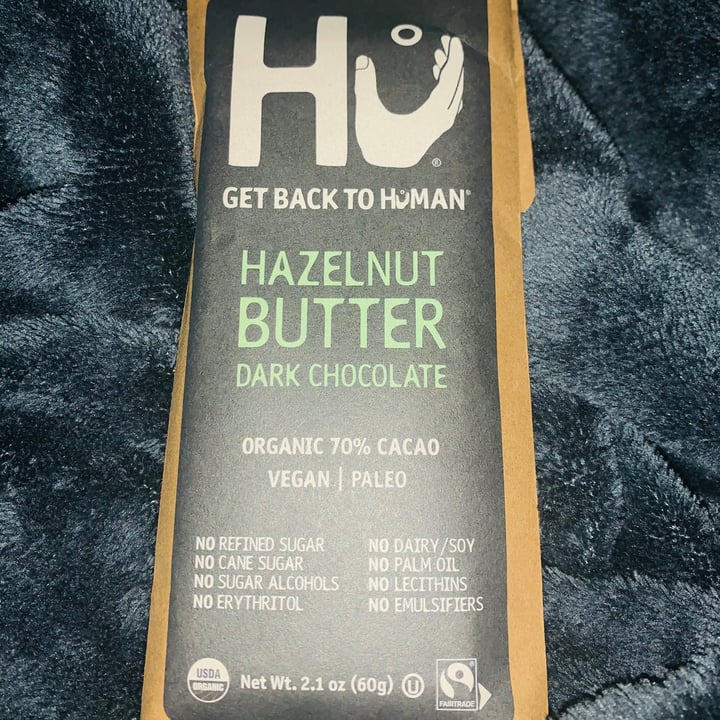 HU ®
GET BACK TO HUMAN®
HAZELNUT
BUTTER
DARK CHOCOLATE
ORGANIC 70% CACAO
VEGAN | PALEO
NO REFINED SUGAR
NO CANE SUGAR
NO SUGAR ALCOHOLS
NO ERYTHRITOL
NO DAIRY/SOY
NO PALM OIL
NO LECITHINS
NO EMULSIFIERS
USDA
ORGANIC
Net Wt. 2.1 oz (60g) U
FAIRTRADE